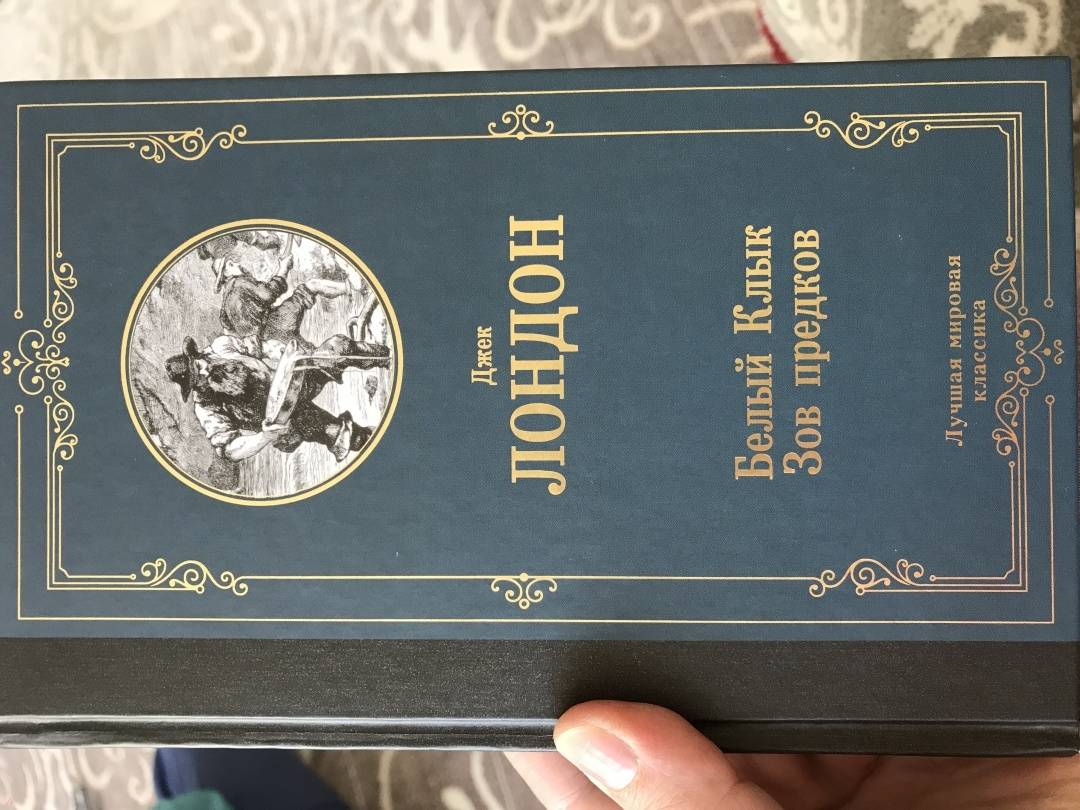 Джек
ЛОНДОН
Белый Клык
Зов предков
Лучшая мировая
классика